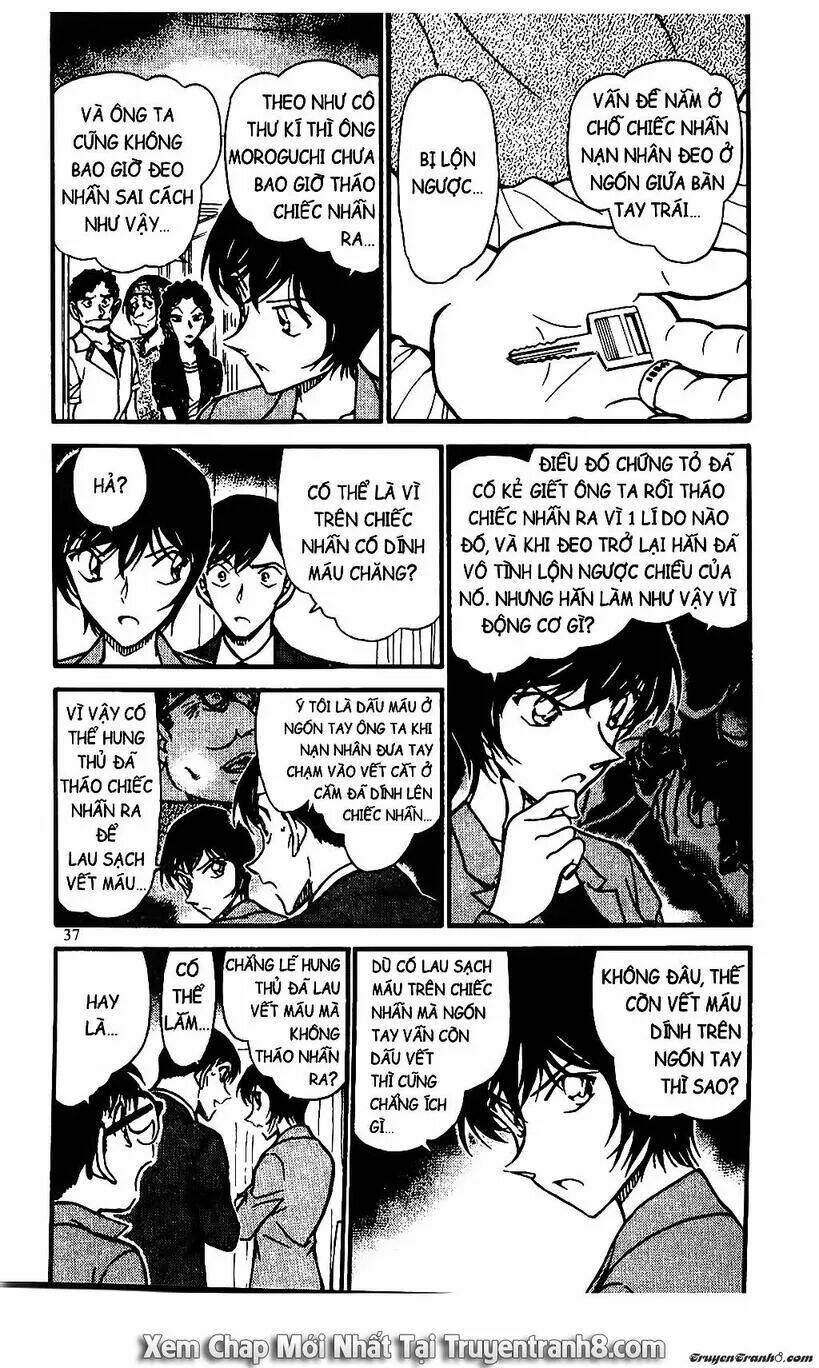 VẤN ĐỀ NẰM Ở
CHỖ CHIẾC NHẪN
NẠN NHÂN ĐEO Ở
NGÓN GIỮA BÀN
TAY TRÁI...
BỊ LỘN
NGƯỢC...
THEO NHƯ CÔ
THƯ KÍ THÌ ÔNG
MOROGUCHI CHƯA
BAO GIỜ THÁO
CHIẾC NHẪN
RA...
VÀ ÔNG TA
CŨNG KHÔNG
BAO GIỜ ĐEO
NHẪN SAI CÁCH
NHƯ VẬY...
ĐIỀU ĐÓ CHỨNG TỎ ĐÃ
CÓ KẺ GIẾT ÔNG TA RỒI THÁO
CHIẾC NHẪN RA VÌ 1 LÍ DO NÀO
ĐÓ, VÀ KHI ĐEO TRỞ LẠI HẮN ĐÃ
VÔ TÌNH LỘN NGƯỢC CHIỀU CỦA
NÓ. NHƯNG HẮN LÀM NHƯ VẬY VÌ
ĐỘNG CƠ GÌ?
CÓ THỂ LÀ VÌ
TRÊN CHIẾC
NHẪN CÓ DÍNH
MÁU CHĂNG?
HẢ?
Ý TÔI LÀ DẤU MÁU Ở
NGÓN TAY ÔNG TA KHI
NẠN NHÂN ĐƯA TAY
CHẠM VÀO VẾT CẮT Ở
CẰM ĐÃ DÍNH LÊN
CHIẾC NHẪN...
VÌ VẬY CÓ
THỂ HUNG
THỦ ĐÃ
THÁO CHIẾC
NHẪN RA
ĐỂ
LAU SẠCH
VẾT MÁU...
37
KHÔNG ĐÂU, THẾ
CÒN VẾT MÁU
DÍNH TRÊN
NGÓN TAY
THÌ SAO?
DÙ CÓ LAU SẠCH
MÁU TRÊN CHIẾC
NHẪN MÀ NGÓN
TAY VẪN CÒN
DẤU VẾT
THÌ CŨNG
CHẲNG ÍCH
GÌ...
CHẲNG LẼ HUNG
THỦ ĐÃ LAU
VẾT MÁU MÀ
KHÔNG
THÁO NHẪN
RA?
CÓ
THỂ
LẮM...
HAY
LÀ...
Xem Chap Mới Nhất Tại Truyentranh8.com
TruyenTranh8.com